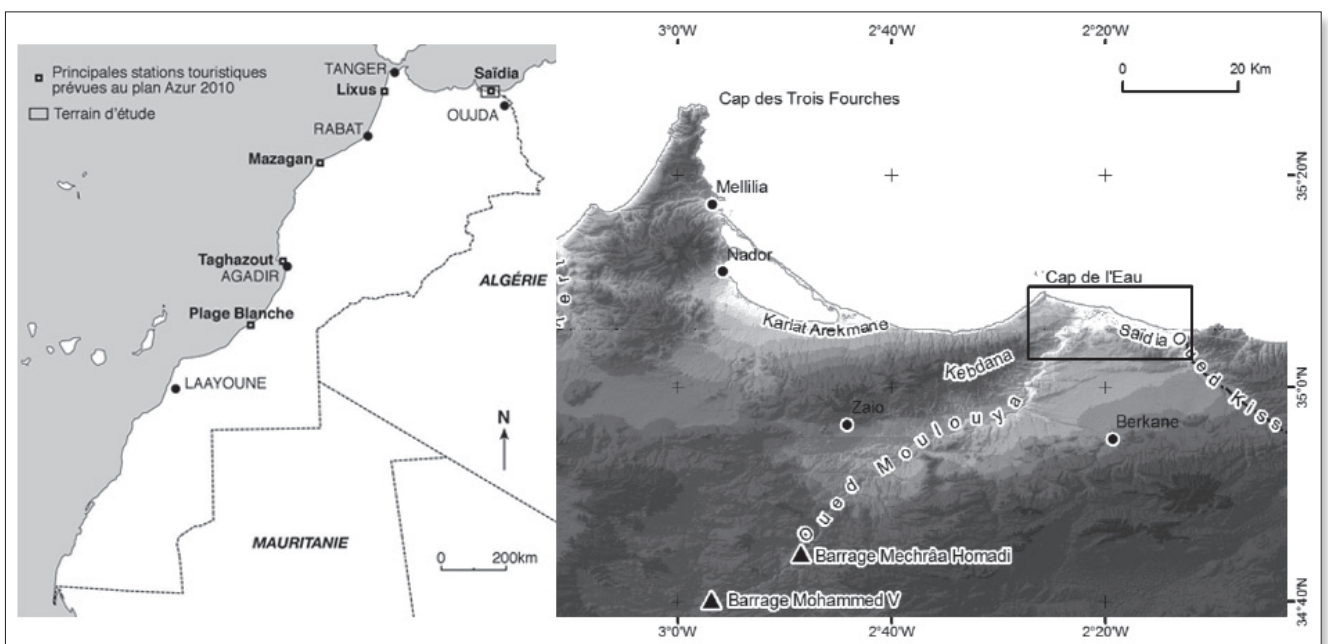 Principales stations touristiques
prévues au plan Azur 2010
Terrain d'étude
TANGER
Lixus
Saïdia
OUJDA
RABAT
Mazagan
Taghazout
AGADIR
ALGÉRIE
Plage Blanche
LAAYOUNE
N
MAURITANIE
0 200km
3°0'W 2°40'W 2°20'W
0 20 Km
Cap des Trois Fourches
35°20'N
Mellilia
Nador
Cap de l'Eau
Kariat Arekmane
Saïdia
Oued Kiss
Kebdana
35°0'N
Zaio
Oued Moulouya
Berkane
Barrage Mechrâa Homadi
Barrage Mohammed V
34°40'N
3°0'W 2°40'W 2°20'W